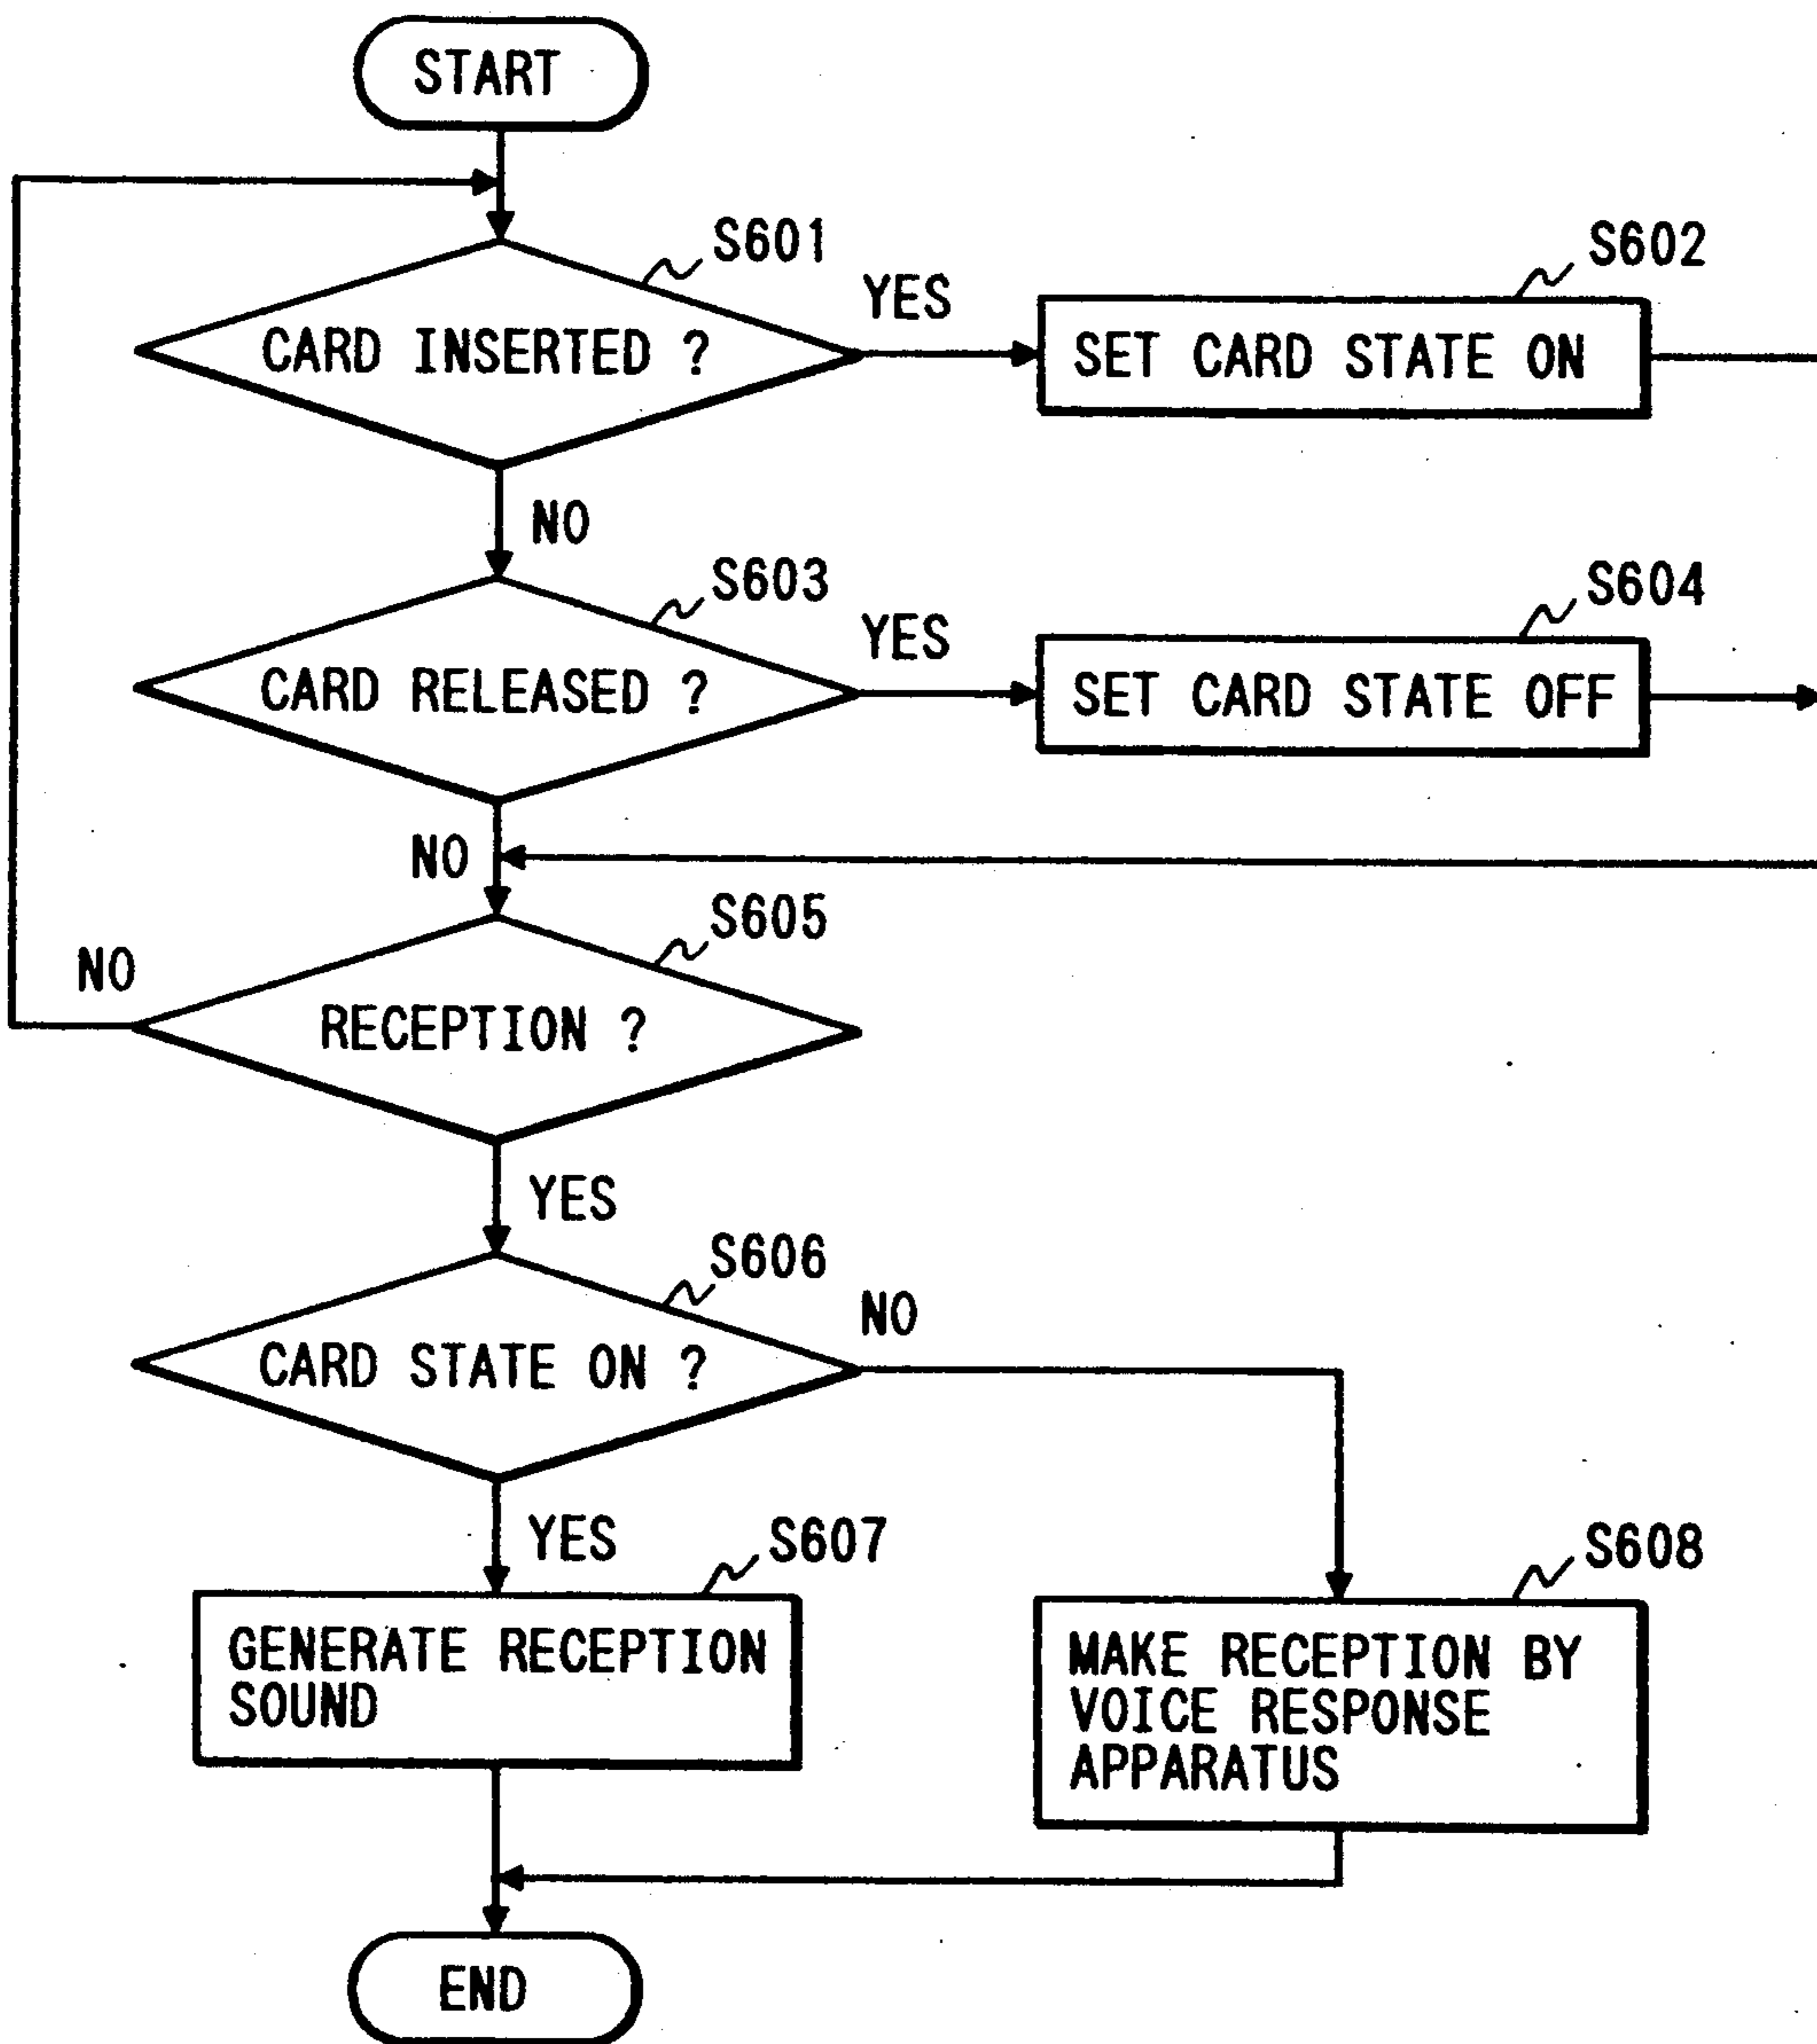 START
S601
CARD INSERTED ?
YES
S602
SET CARD STATE ON
NO
S603
CARD RELEASED ?
YES
S604
SET CARD STATE OFF
NO
S605
RECEPTION ?
NO
YES
S606
CARD STATE ON ?
NO
YES
S607
GENERATE RECEPTION
SOUND
S608
MAKE RECEPTION BY
VOICE RESPONSE
APPARATUS
END